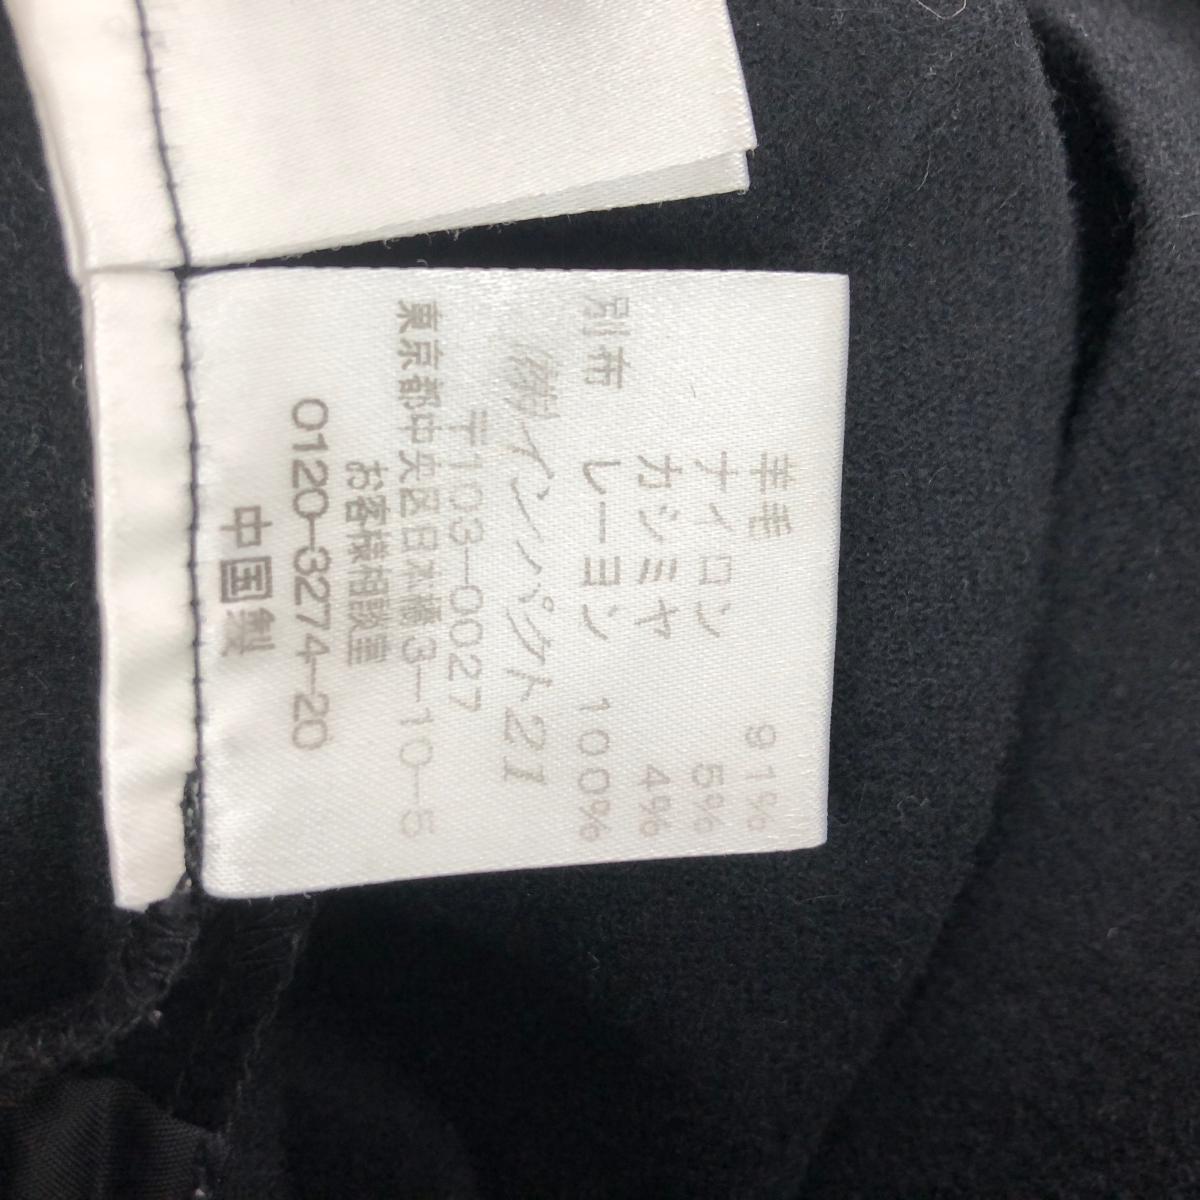 羊毛 91%
ナイロン 5%
カシミヤ 4%
別布 レーヨン 100%
㈱インパクト21
〒103-0027
東京都中央区日本橋3-10-5
お客様相談室
0120-3274-20
中国製